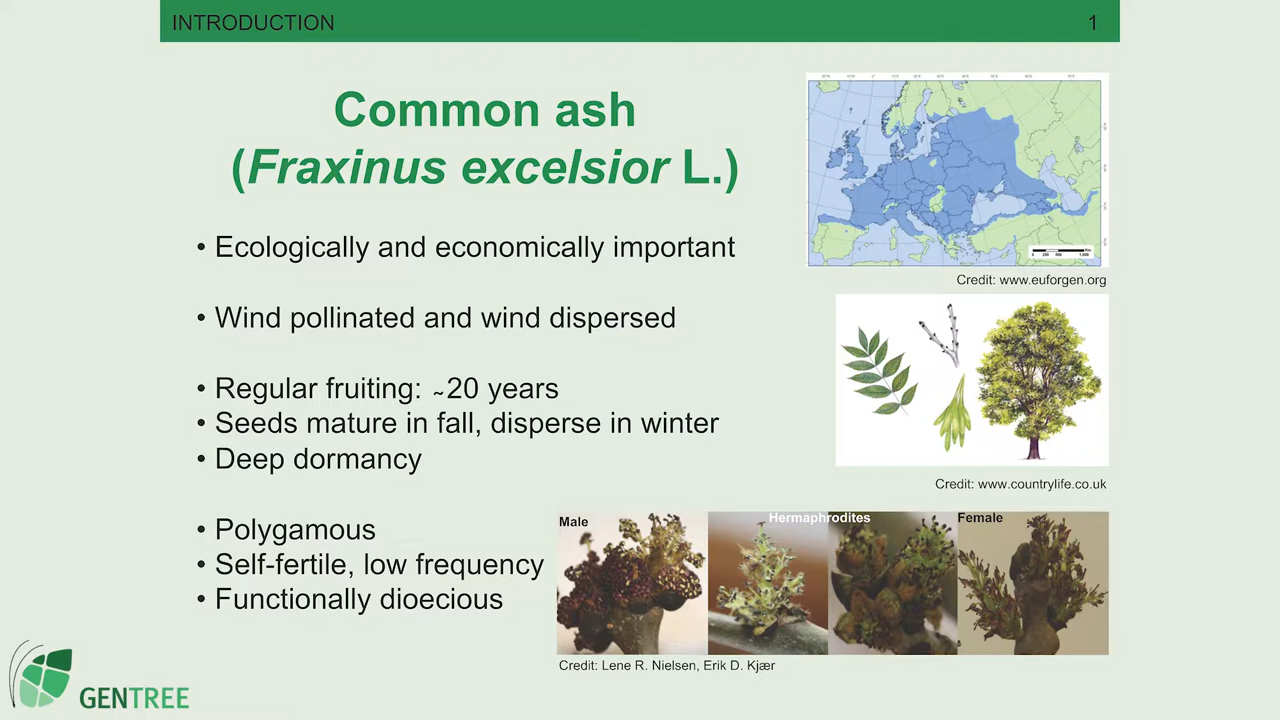 INTRODUCTION
1
Common ash
(Fraxinus excelsior L.)
• Ecologically and economically important
• Wind pollinated and wind dispersed
• Regular fruiting: ~20 years
• Seeds mature in fall, disperse in winter
• Deep dormancy
• Polygamous
• Self-fertile, low frequency
• Functionally dioecious
Credit: www.euforgen.org
Credit: www.countrylife.co.uk
Male
Hermaphrodites
Female
Credit: Lene R. Nielsen, Erik D. Kjær
GENTREE